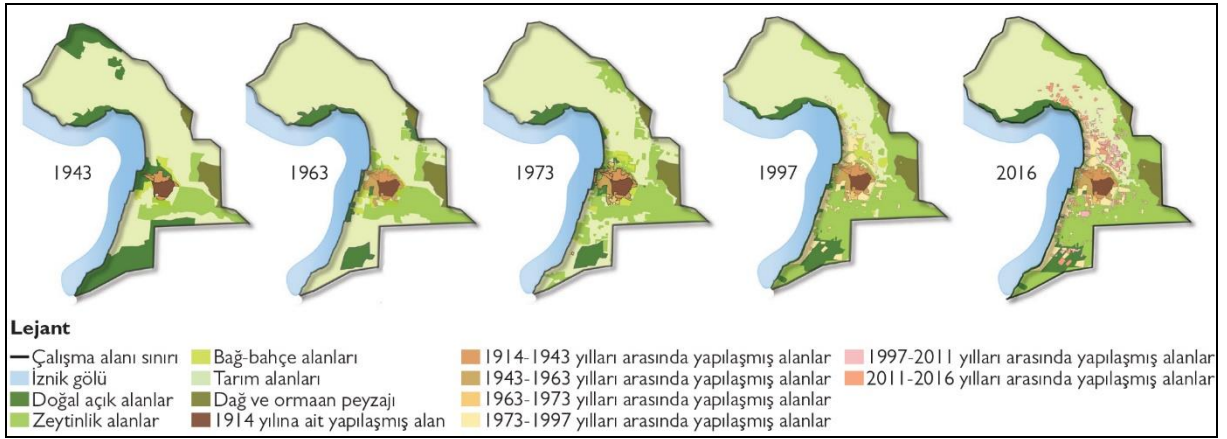 1943
1963
1973
1997
2016
Lejant
Çalışma alanı sınırı
İznik gölü
Doğal açık alanlar
Zeytinlik alanlar
Bağ-bahçe alanları
Tarım alanları
Dağ ve ormaan peyzajı
1914 yılına ait yapılaşmış alan
1914-1943 yılları arasında yapılaşmış alanlar
1943-1963 yılları arasında yapılaşmış alanlar
1963-1973 yılları arasında yapılaşmış alanlar
1973-1997 yılları arasında yapılaşmış alanlar
1997-2011 yılları arasında yapılaşmış alanlar
2011-2016 yılları arasında yapılaşmış alanlar